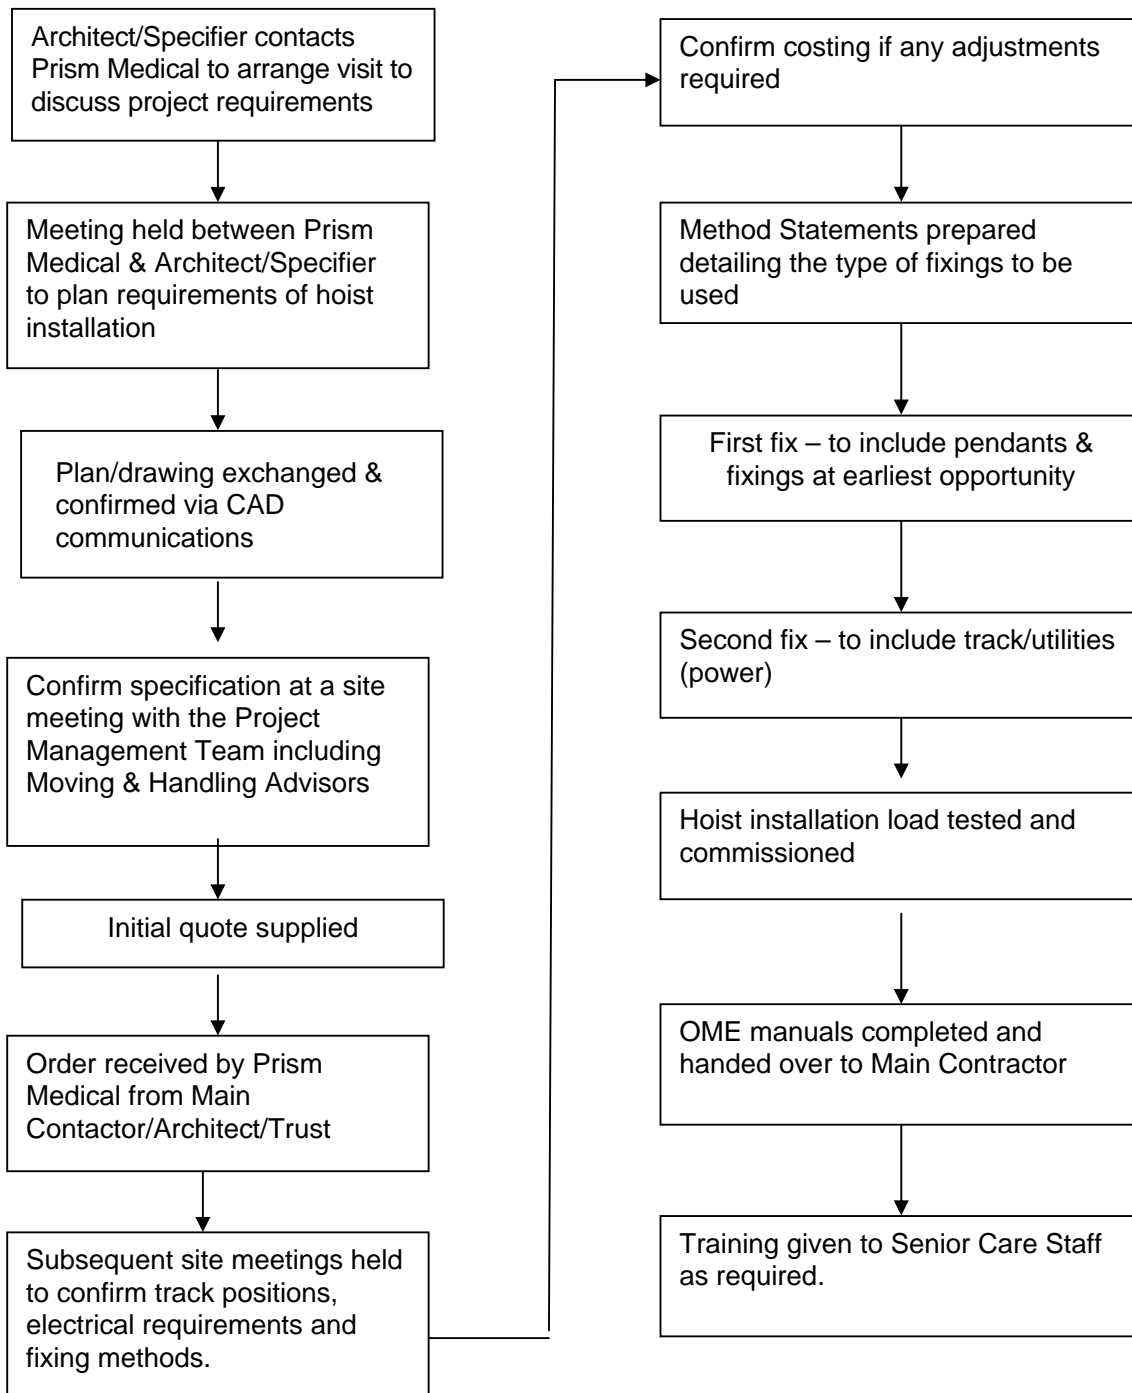 Architect/Specifier contacts
Prism Medical to arrange visit to
discuss project requirements
Meeting held between Prism
Medical & Architect/Specifier
to plan requirements of hoist
installation
Plan/drawing exchanged &
confirmed via CAD
communications
Confirm specification at a site
meeting with the Project
Management Team including
Moving & Handling Advisors
Initial quote supplied
Order received by Prism
Medical from Main
Contactor/Architect/Trust
Subsequent site meetings held
to confirm track positions,
electrical requirements and
fixing methods.
Confirm costing if any adjustments
required
Method Statements prepared
detailing the type of fixings to be
used
First fix – to include pendants &
fixings at earliest opportunity
Second fix – to include track/utilities
(power)
Hoist installation load tested and
commissioned
OME manuals completed and
handed over to Main Contractor
Training given to Senior Care Staff
as required.